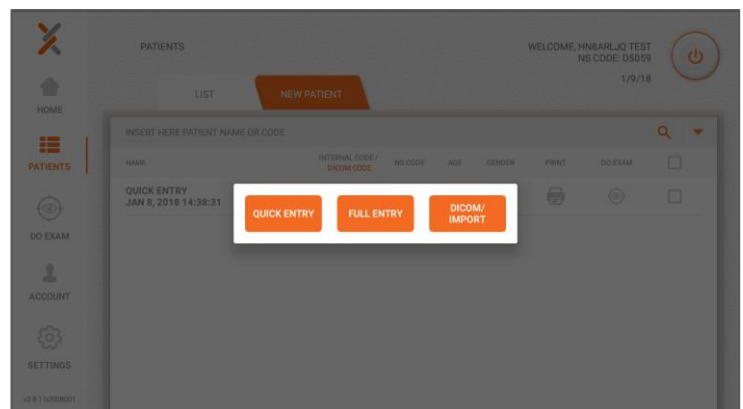 PATIENTS
WELCOME, HN8ARLJQ TEST
NS CODE: D5059
1/9/18
HOME
LIST
NEW PATIENT
INSERT HERE PATIENT NAME OR CODE
PATIENTS
NAME
INTERNAL CODE /
DICOM CODE
NS CODE
AGE
GENDER
PRINT
DO EXAM
QUICK ENTRY
JAN 8, 2018 14:38:31
QUICK ENTRY
FULL ENTRY
DICOM/
IMPORT
DO EXAM
ACCOUNT
SETTINGS